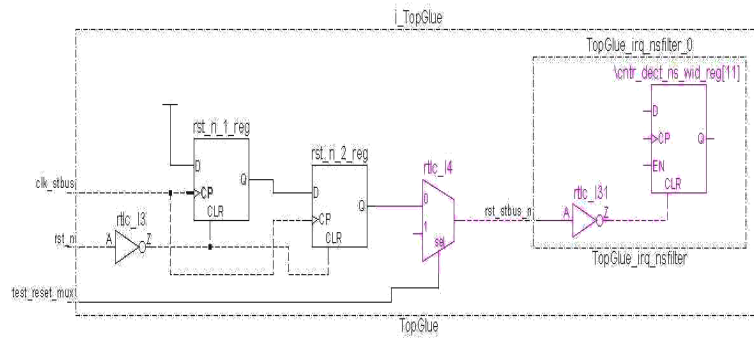 i_TopGlue
TopGlue_irq_nsfilter_0
\cntr_dect_ns_wid_reg[11]
rst_n_1_reg
D
Q
CP
EN
CLR
rst_n_2_reg
rtlc_I4
D
Q
clk_stbus
CP
CLR
D
Q
CP
CLR
0
1
sel
rst_stbus_n
rtlc_I31
A
Z
rtlc_I3
rst_n
A
Z
TopGlue_irq_nsfilter
test_reset_mux
TopGlue